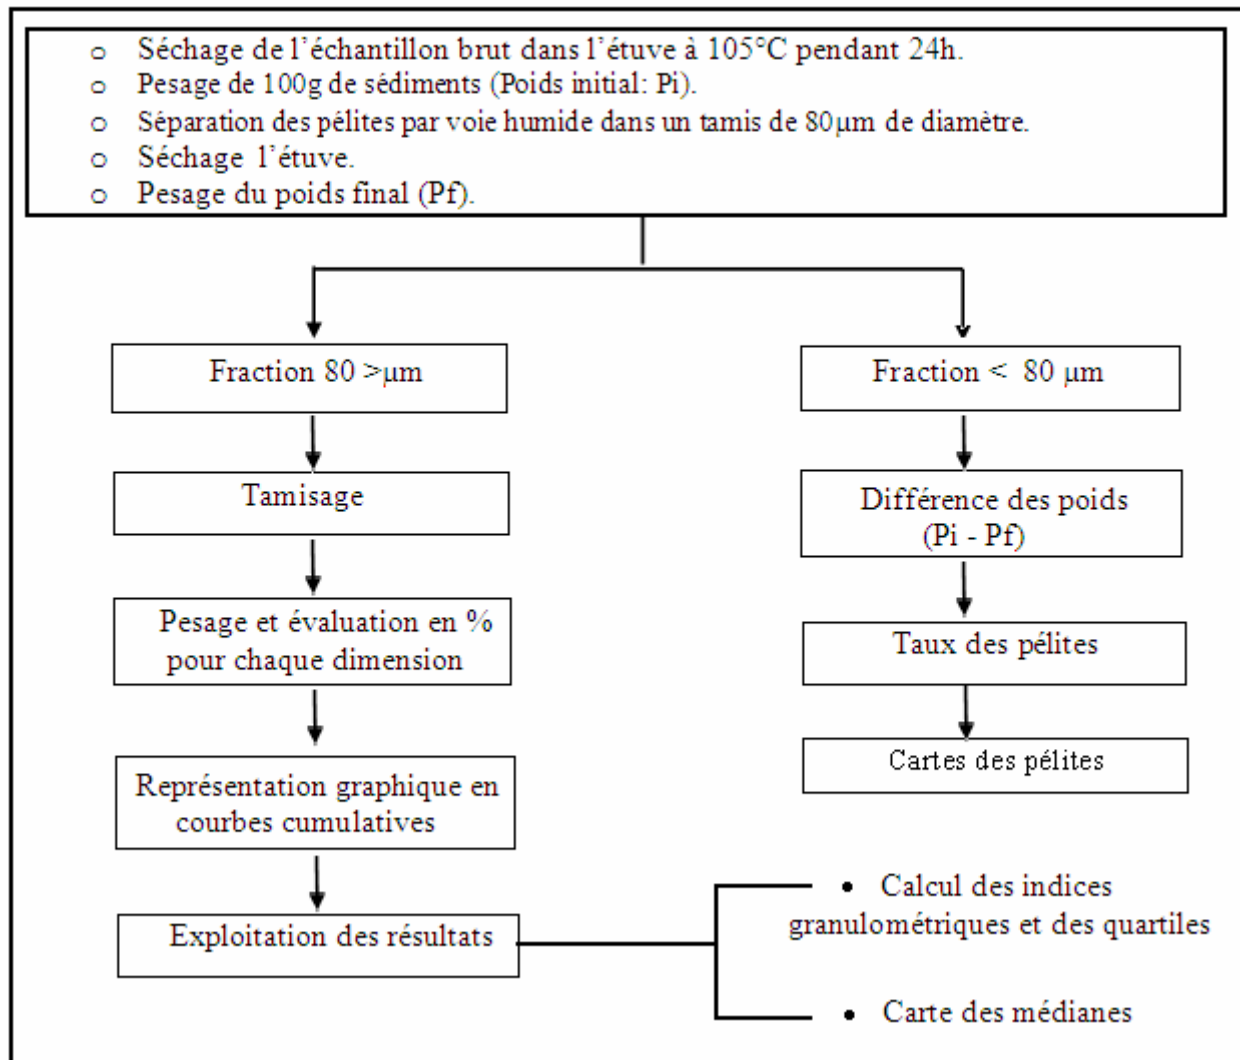 o Séchage de l'échantillon brut dans l'étuve à 105°C pendant 24h.
o Pesage de 100g de sédiments (Poids initial: Pi).
o Séparation des pélites par voie humide dans un tamis de 80µm de diamètre.
o Séchage l'étuve.
o Pesage du poids final (Pf).
Fraction 80 >µm
Tamisage
Pesage et évaluation en %
pour chaque dimension
Représentation graphique en
courbes cumulatives
Exploitation des résultats
Fraction < 80 µm
Différence des poids
(Pi - Pf)
Taux des pélites
Cartes des pélites
• Calcul des indices
granulométriques et des quartiles
• Carte des médianes